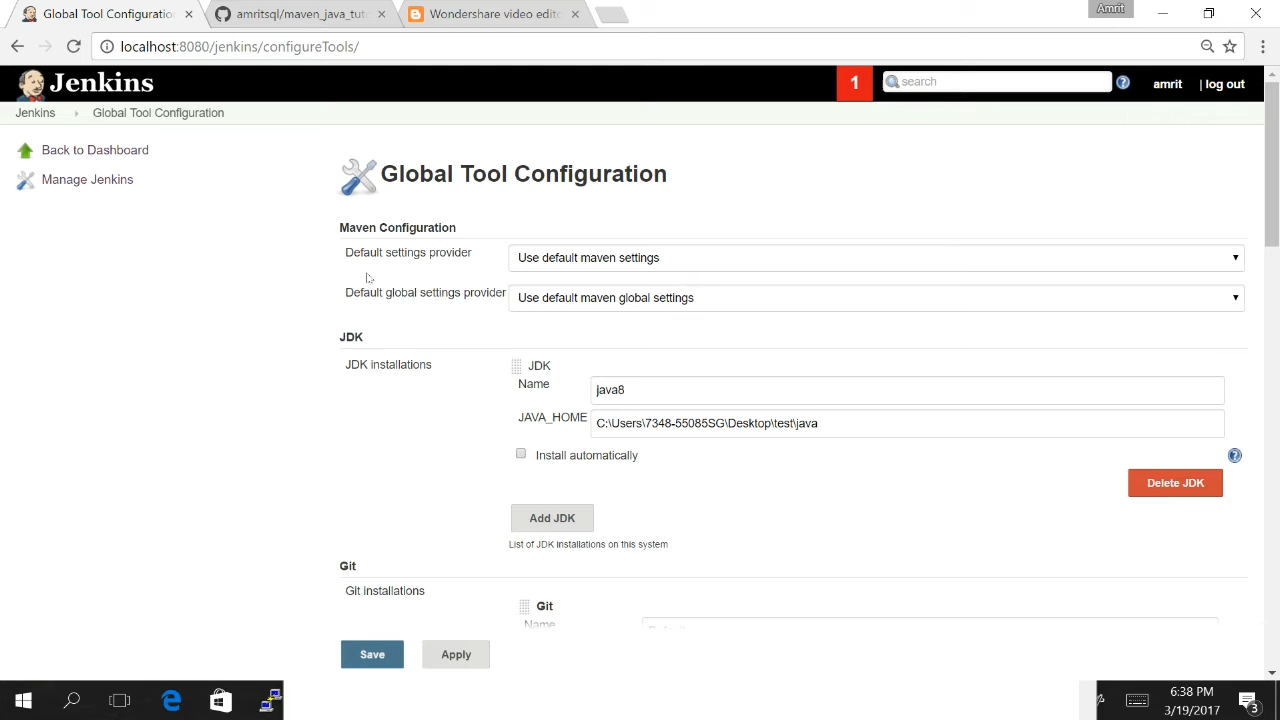 Global Tool Configuratio
amritsql/maven_java_tut
Wondershare video edit
Amrit
localhost:8080/jenkins/configureTools/
Jenkins
1
search
amrit
| log out
Jenkins
Global Tool Configuration
Back to Dashboard
Manage Jenkins
Global Tool Configuration
Maven Configuration
Default settings provider
Use default maven settings
Default global settings provider
Use default maven global settings
JDK
JDK installations
JDK
Name
java8
JAVA_HOME
C:\Users\7348-55085SG\Desktop\test\java
Install automatically
Delete JDK
Add JDK
List of JDK installations on this system
Git
Git installations
Git
Name
Save
Apply
6:38 PM
3/19/2017
3